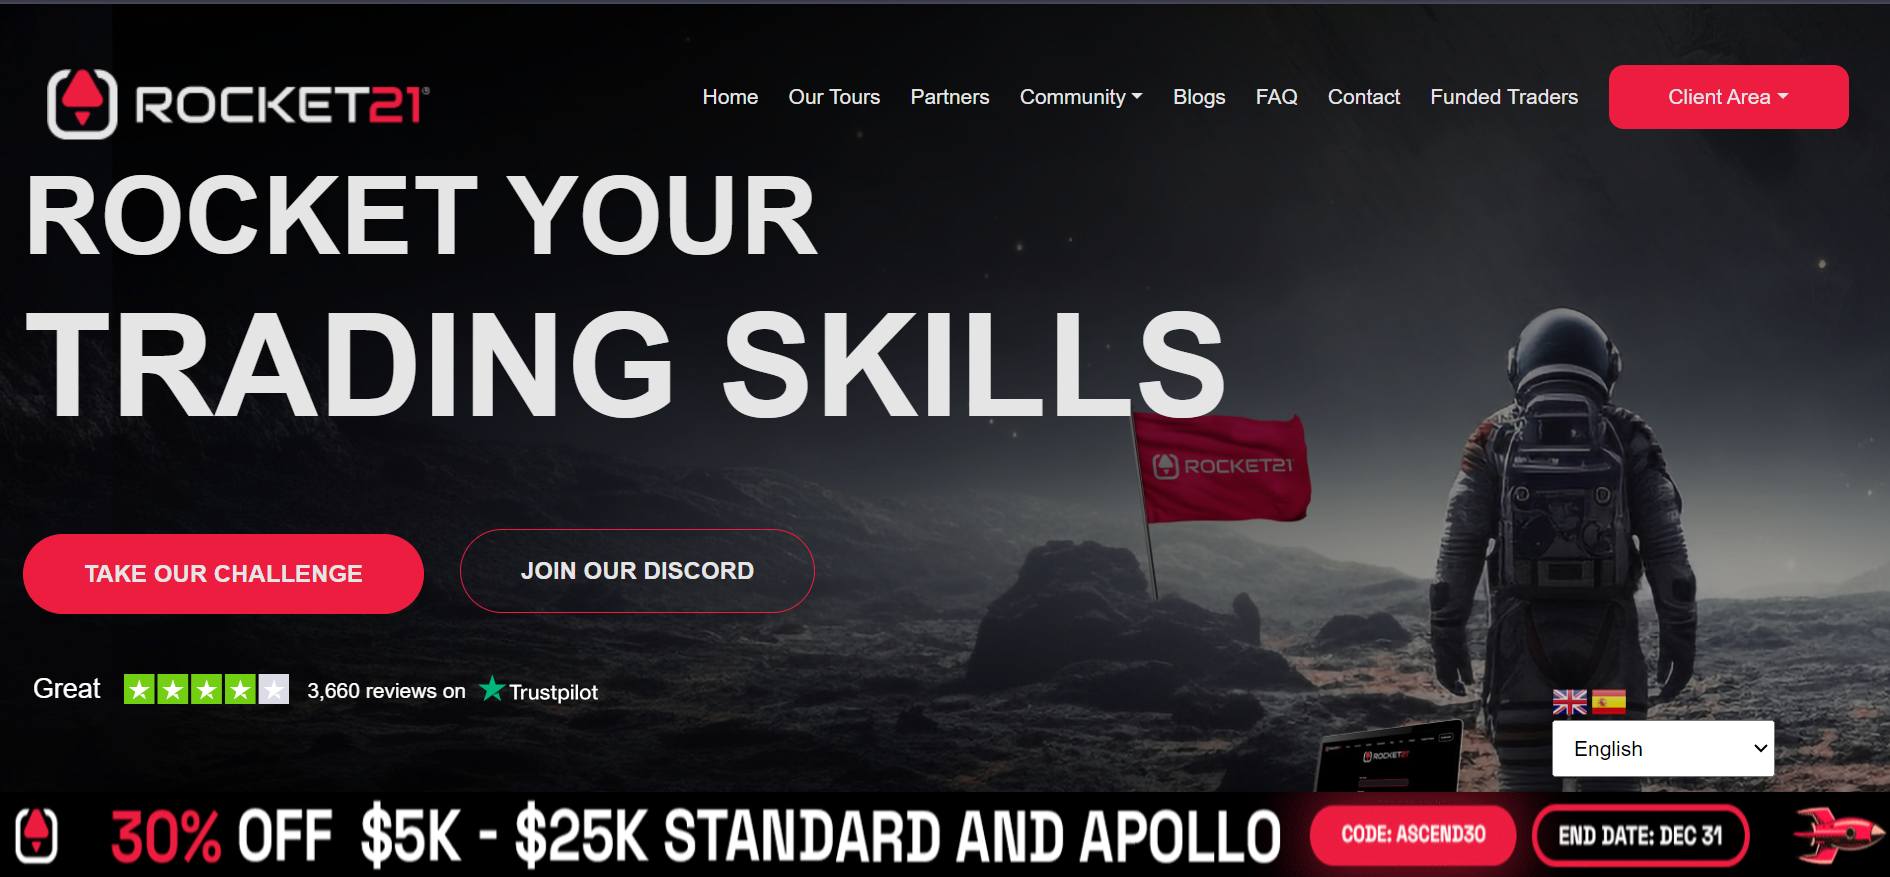 ROCKET21
Home Our Tours Partners Community Blogs FAQ Contact Funded Traders Client Area
ROCKET YOUR
TRADING SKILLS
ROCKET21
TAKE OUR CHALLENGE
JOIN OUR DISCORD
Great 3,660 reviews on Trustpilot
English
ROCKET21
30% OFF $5K - $25K STANDARD AND APOLLO CODE: ASCEND30 END DATE: DEC 31